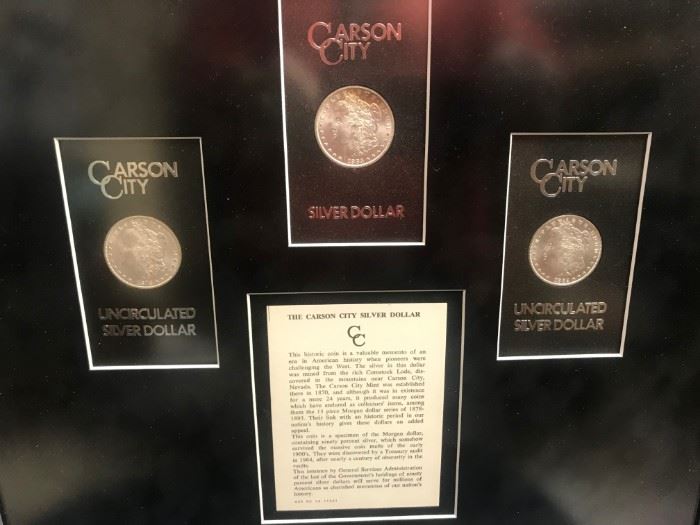 CARSON
CITY
SILVER DOLLAR
CARSON
CITY
UNCIRCULATED
SILVER DOLLAR
CARSON
CITY
UNCIRCULATED
SILVER DOLLAR
THE CARSON CITY SILVER DOLLAR
CC
This historic coin is a valuable memento of an
era in American history when pioneers were
challenging the West. The silver in this dollar
was mined from the rich Comstock Lode, dis-
covered in the mountains near Carson City,
Nevada. The Carson City Mint was established
there in 1870, and although it was in existence
for a mere 24 years, it produced many coins
which have endured as collectors' items, among
them the 13 piece Morgan dollar series of 1878-
1893. Their link with an historic period in our
nation's history gives these dollars an added
appeal.
This coin is a specimen of the Morgan dollar,
containing ninety percent silver, which somehow
survived the massive coin melts of the early
1900's. They were discovered by a Treasury audit
in 1964, after nearly a century of obscurity in the
vaults.
This issuance by General Services Administration
of the last of the Government's holdings of ninety
percent silver dollars will serve for millions of
Americans as cherished mementos of our nation's
history.